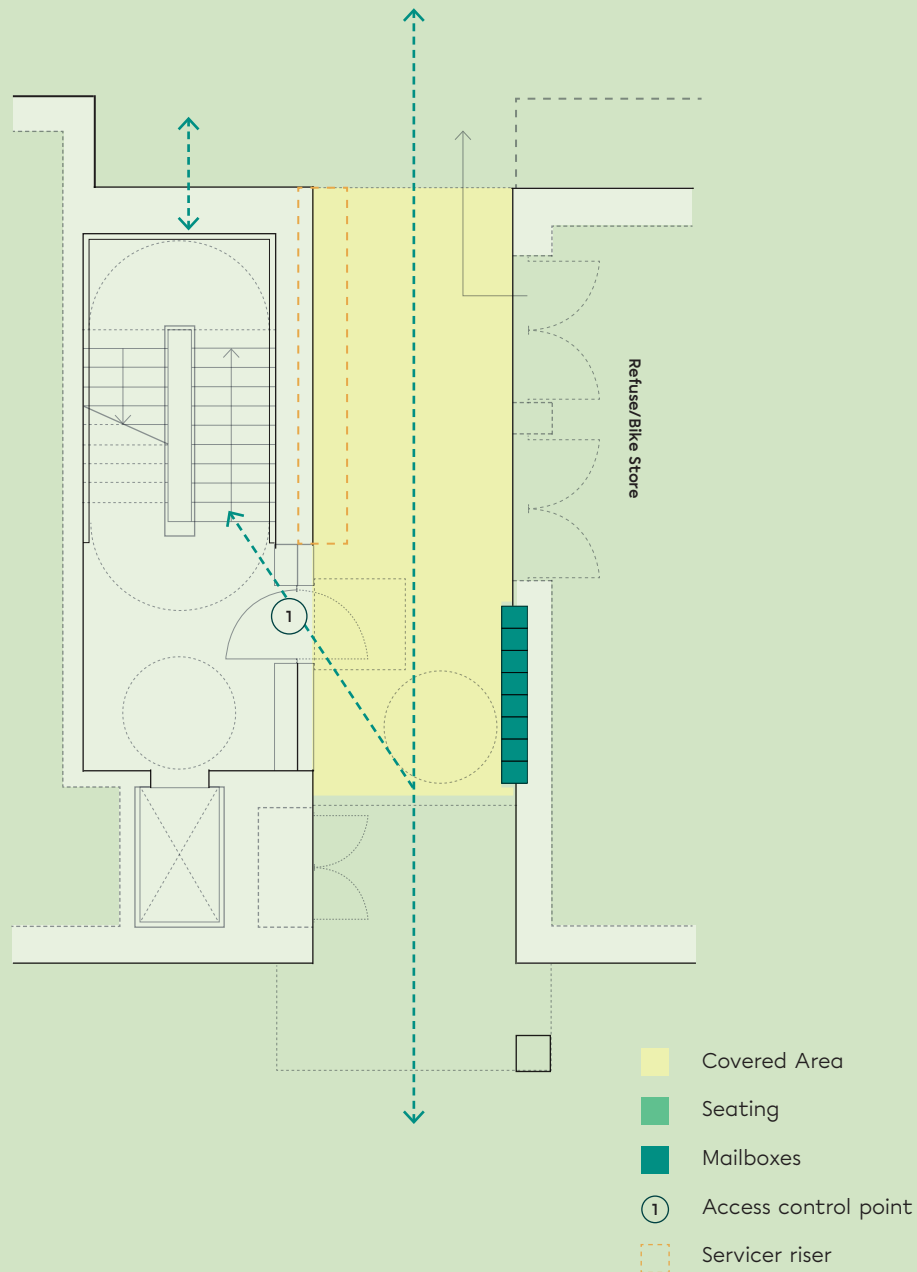 Refuse/Bike Store
1
Covered Area
Seating
Mailboxes
1 Access control point
Servicer riser